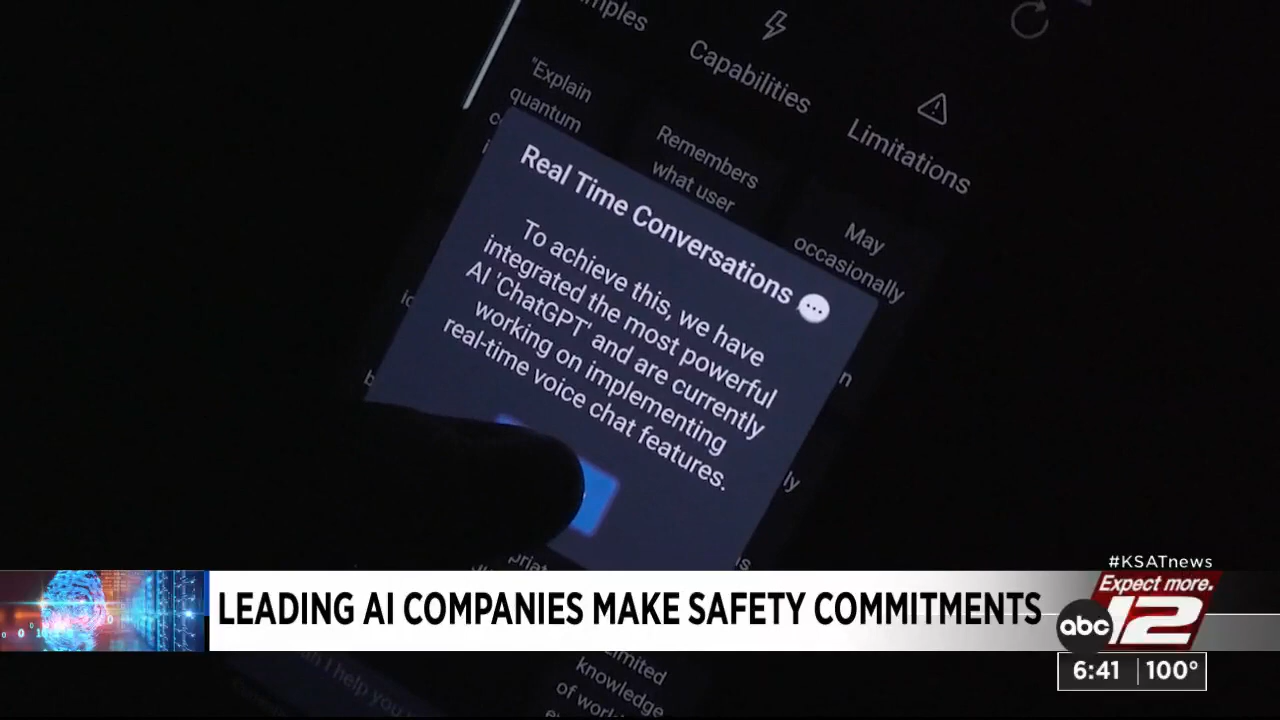 Capabilities
Limitations
"Explain
quantum
Remembers
what user
May
occasionally
Real Time Conversations
To achieve this, we have
integrated the most powerful
AI 'ChatGPT' and are currently
working on implementing
real-time voice chat features.
#KSATnews
LEADING AI COMPANIES MAKE SAFETY COMMITMENTS
Expect more.
abc 12
6:41 100°
Limited
knowledge